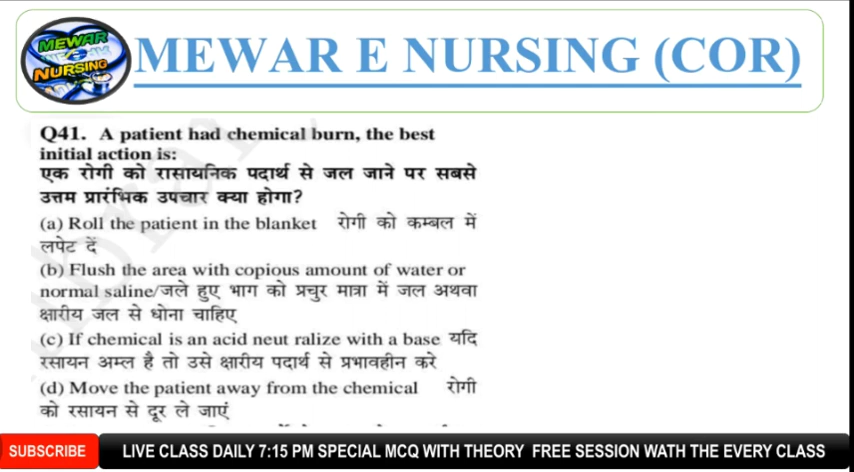 MEWAR
NURSING
MEWAR E NURSING (COR)
Q41. A patient had chemical burn, the best
initial action is:
एक रोगी को रासायनिक पदार्थ से जल जाने पर सबसे
उत्तम प्रारंभिक उपचार क्या होगा?
(a) Roll the patient in the blanket रोगी को कम्बल में
लपेट दें
(b) Flush the area with copious amount of water or
normal saline/जले हुए भाग को प्रचुर मात्रा में जल अथवा
क्षारीय जल से धोना चाहिए
(c) If chemical is an acid neut ralize with a base यदि
रसायन अम्ल है तो उसे क्षारीय पदार्थ से प्रभावहीन करे
(d) Move the patient away from the chemical रोगी
को रसायन से दूर ले जाएं
SUBSCRIBE LIVE CLASS DAILY 7:15 PM SPECIAL MCQ WITH THEORY FREE SESSION WATH THE EVERY CLASS